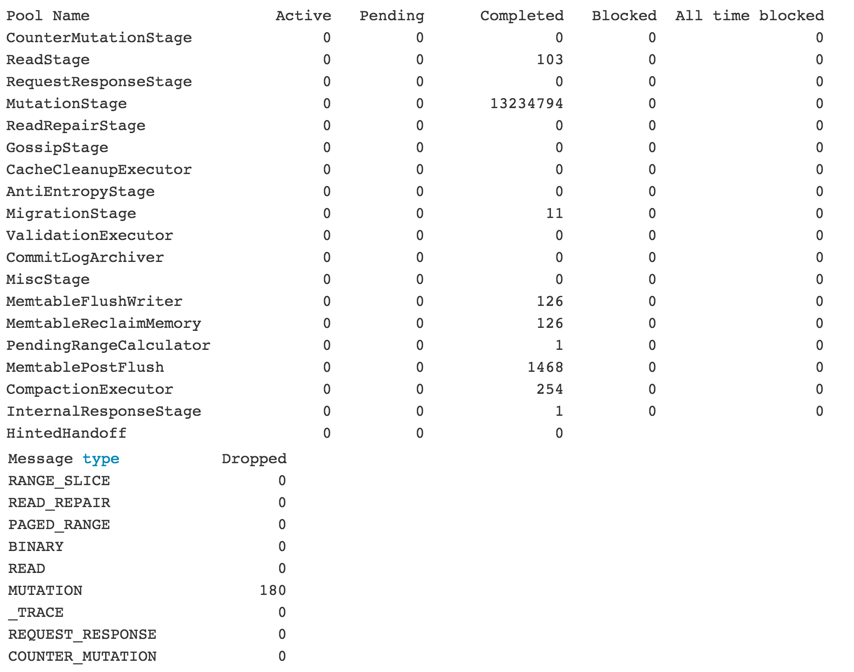 Pool Name Active Pending Completed Blocked All time blocked
CounterMutationStage 0 0 0 0 0
ReadStage 0 0 103 0 0
RequestResponseStage 0 0 0 0 0
MutationStage 0 0 13234794 0 0
ReadRepairStage 0 0 0 0 0
GossipStage 0 0 0 0 0
CacheCleanupExecutor 0 0 0 0 0
AntiEntropyStage 0 0 0 0 0
MigrationStage 0 0 11 0 0
ValidationExecutor 0 0 0 0 0
CommitLogArchiver 0 0 0 0 0
MiscStage 0 0 0 0 0
MemtableFlushWriter 0 0 126 0 0
MemtableReclaimMemory 0 0 126 0 0
PendingRangeCalculator 0 0 1 0 0
MemtablePostFlush 0 0 1468 0 0
CompactionExecutor 0 0 254 0 0
InternalResponseStage 0 0 1 0 0
HintedHandoff 0 0 0
Message type Dropped
RANGE_SLICE 0
READ_REPAIR 0
PAGED_RANGE 0
BINARY 0
READ 0
MUTATION 180
_TRACE 0
REQUEST_RESPONSE 0
COUNTER_MUTATION 0